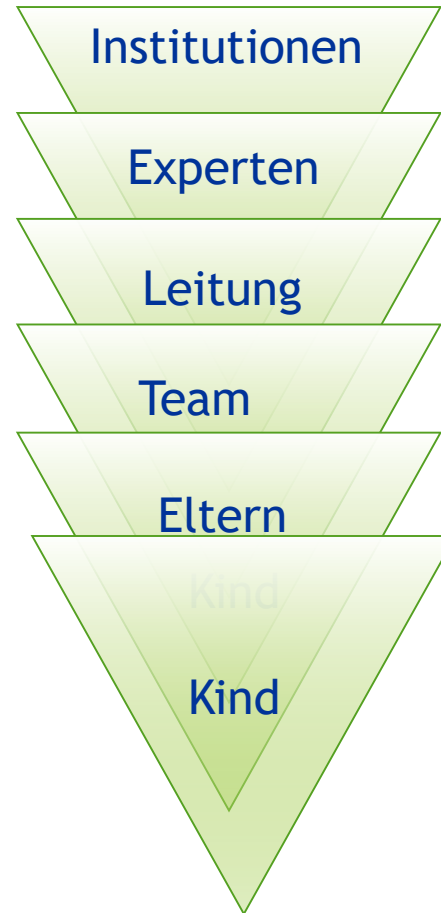 Institutionen
Experten
Leitung
Team
Eltern
Kind
Kind